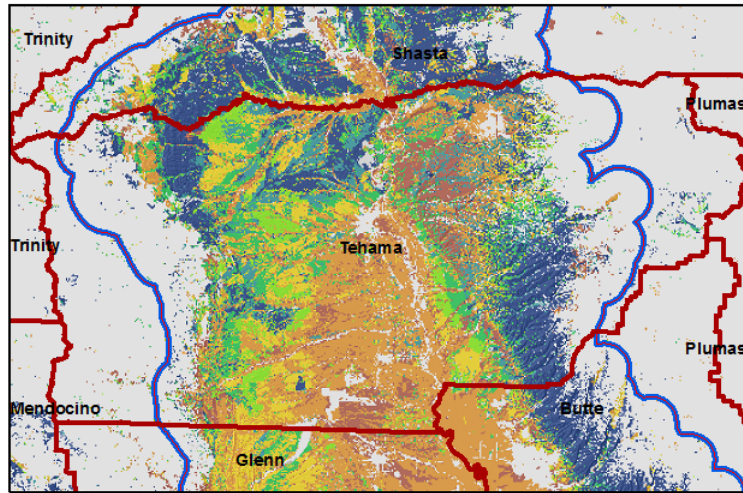 Trinity
Shasta
Plumas
Trinity
Tehama
Plumas
Mendocino
Butte
Glenn